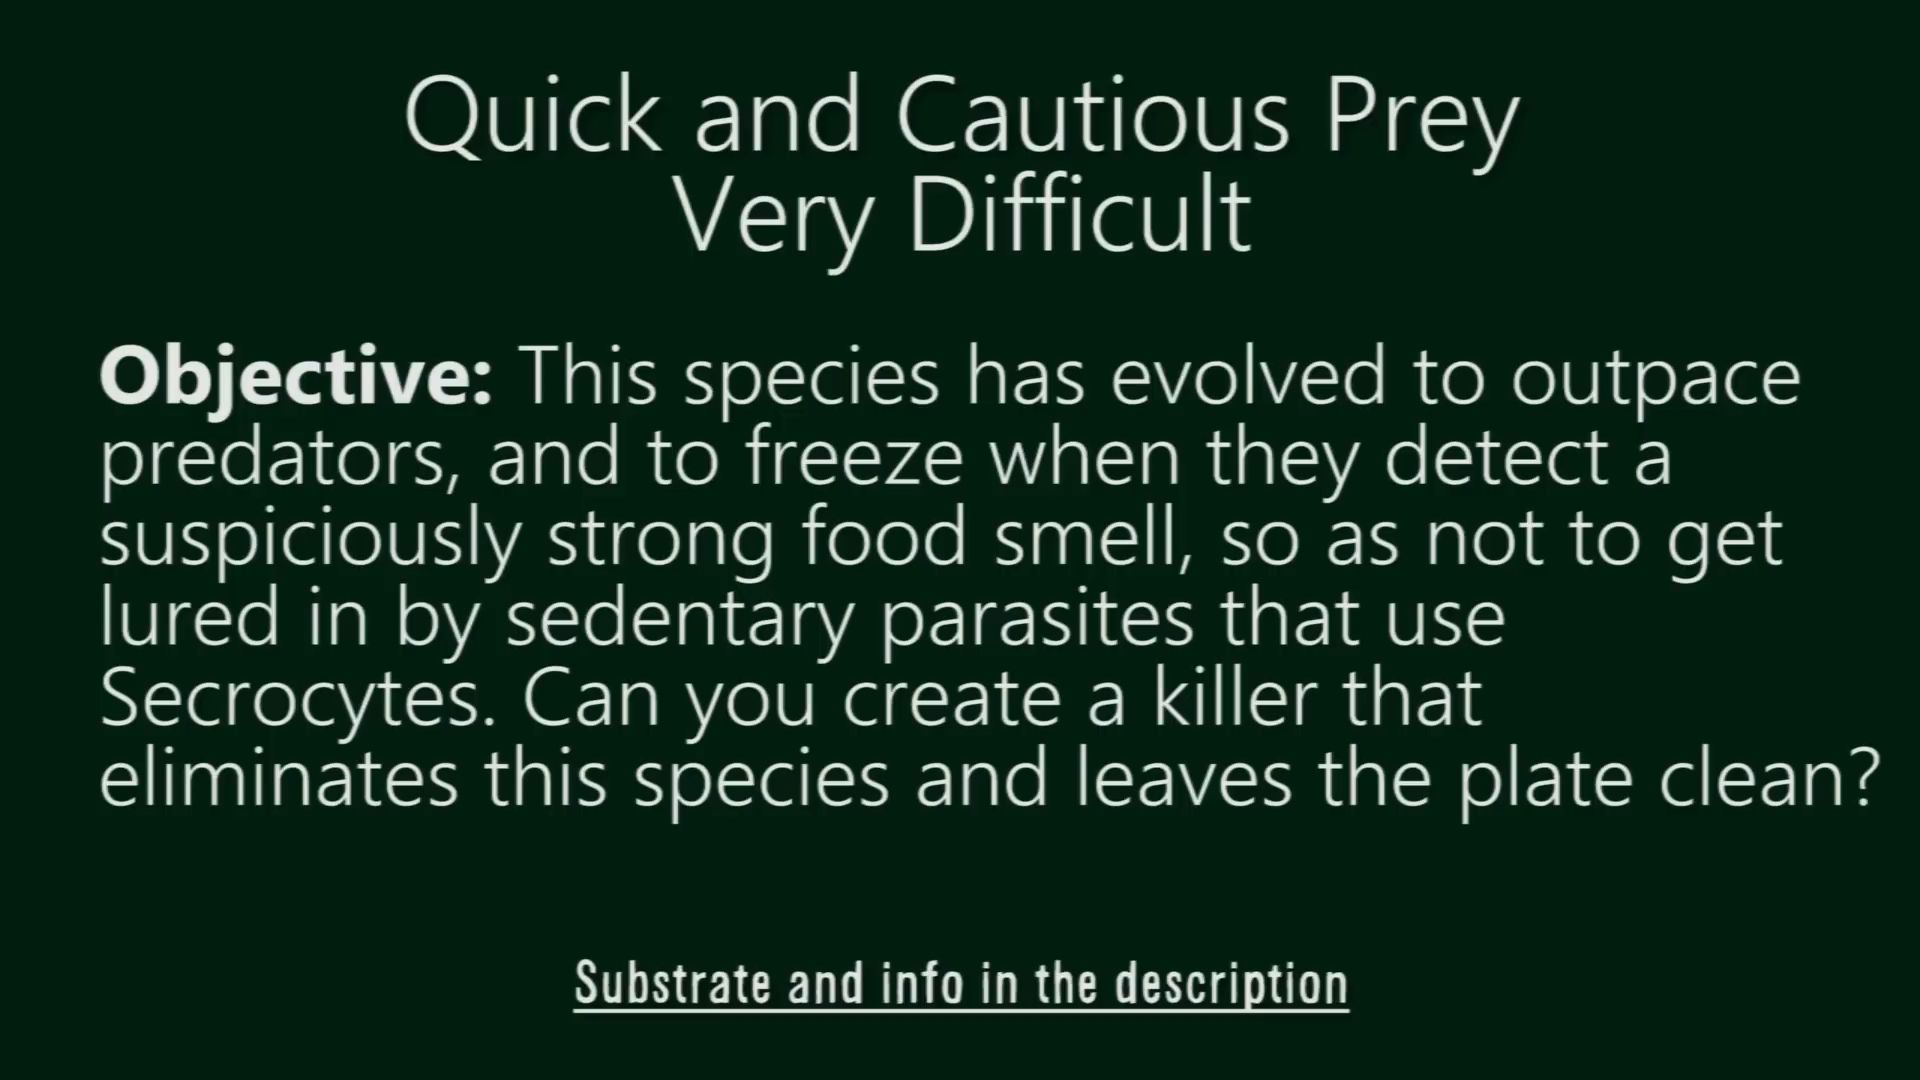 Quick and Cautious Prey
Very Difficult
Objective: This species has evolved to outpace
predators, and to freeze when they detect a
suspiciously strong food smell, so as not to get
lured in by sedentary parasites that use
Secrocytes. Can you create a killer that
eliminates this species and leaves the plate clean?
Substrate and info in the description